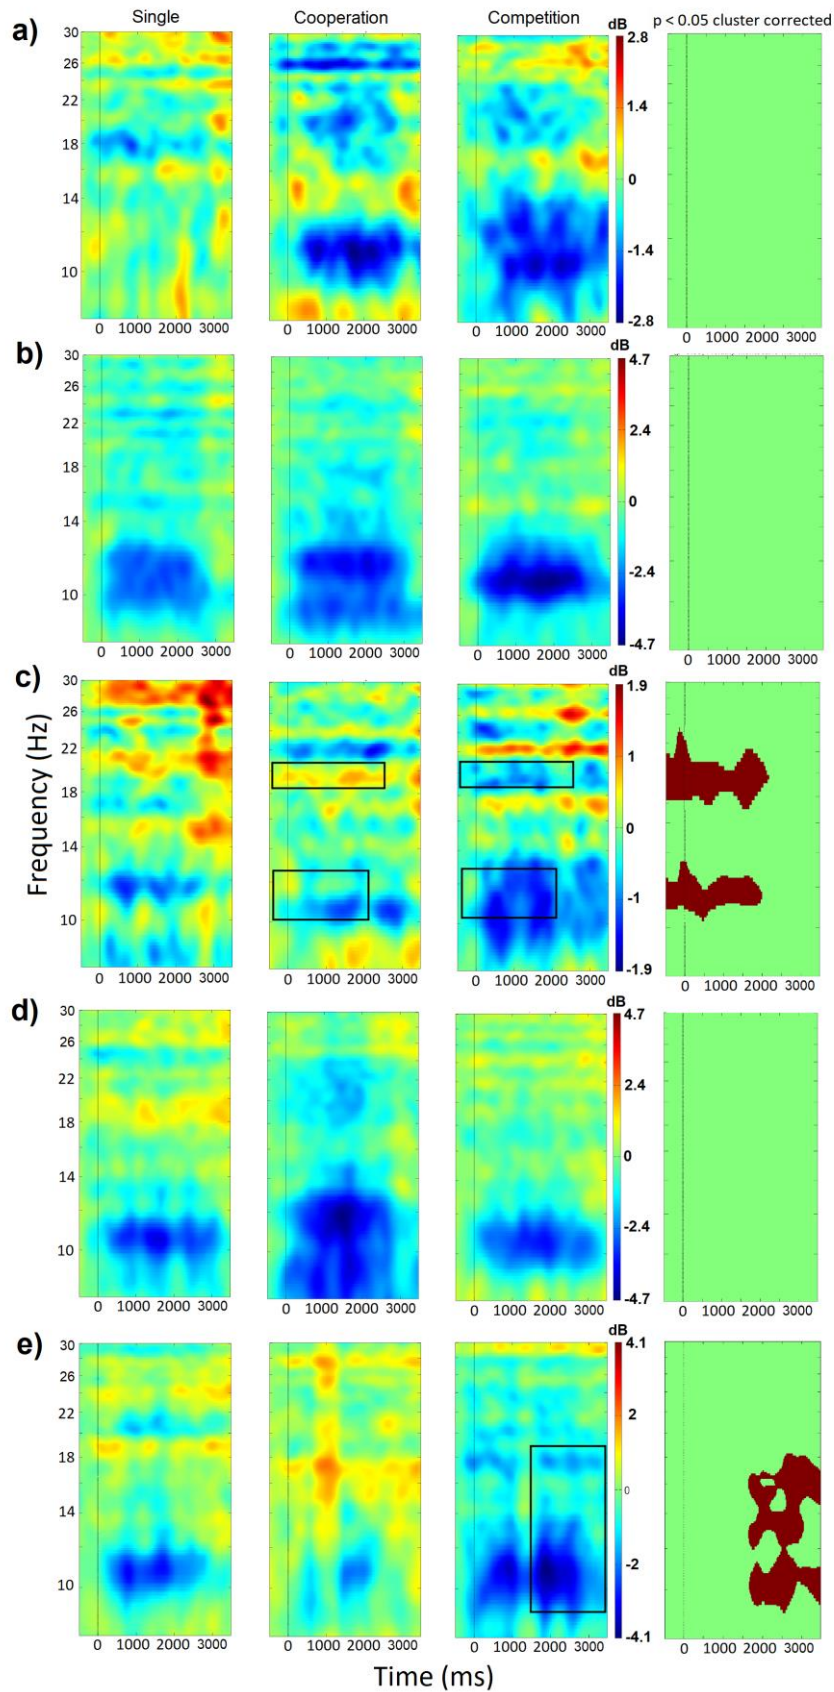 Single Cooperation Competition p < 0.05 cluster corrected
a) dB
30 2.8
26
22 1.4
18 0
14 -1.4
10
-2.8
0 1000 2000 3000 0 1000 2000 3000 0 1000 2000 3000 0 1000 2000 3000
b) dB
30 4.7
26
22 2.4
18 0
14
10 -2.4
-4.7
0 1000 2000 3000 0 1000 2000 3000 0 1000 2000 3000 0 1000 2000 3000
c) dB
30 1.9
26
22 1
18 0
14
10 -1
-1.9
0 1000 2000 3000 0 1000 2000 3000 0 1000 2000 3000 0 1000 2000 3000
Frequency (Hz)
d) dB
30 4.7
26
22 2.4
18 0
14
10 -2.4
-4.7
0 1000 2000 3000 0 1000 2000 3000 0 1000 2000 3000 0 1000 2000 3000
e) dB
30 4.1
26
22 2
18 0
14
10 -2
-4.1
0 1000 2000 3000 0 1000 2000 3000 0 1000 2000 3000 0 1000 2000 3000
Time (ms)